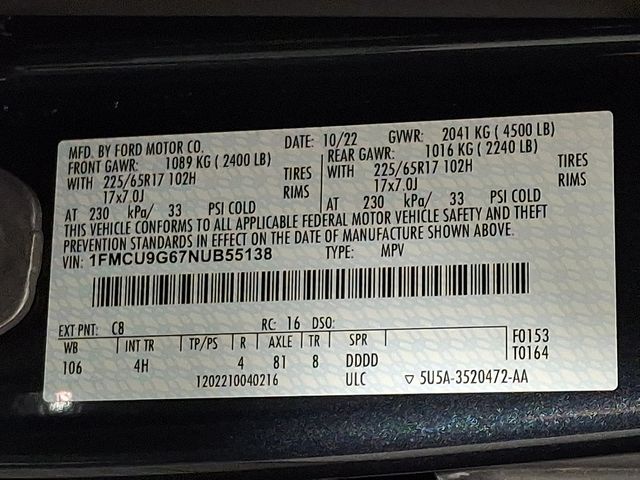 MFD. BY FORD MOTOR CO. DATE: 10/22 GVWR: 2041 KG ( 4500 LB)
FRONT GAWR: 1089 KG ( 2400 LB) REAR GAWR: 1016 KG ( 2240 LB)
WITH 225/65R17 102H TIRES WITH 225/65R17 102H TIRES
17x7.0J RIMS 17x7.0J RIMS
AT 230 kPa/ 33 PSI COLD AT 230 kPa/ 33 PSI COLD
THIS VEHICLE CONFORMS TO ALL APPLICABLE FEDERAL MOTOR VEHICLE SAFETY AND THEFT
PREVENTION STANDARDS IN EFFECT ON THE DATE OF MANUFACTURE SHOWN ABOVE.
VIN: 1FMCU9G67NUB55138 TYPE: MPV
EXT PNT: C8 RC: 16 DSO:
WB INT TR TP/PS R AXLE TR SPR F0153
106 4H 4 81 8 DDDD T0164
1202210040216 ULC ▽ 5U5A-3520472-AA